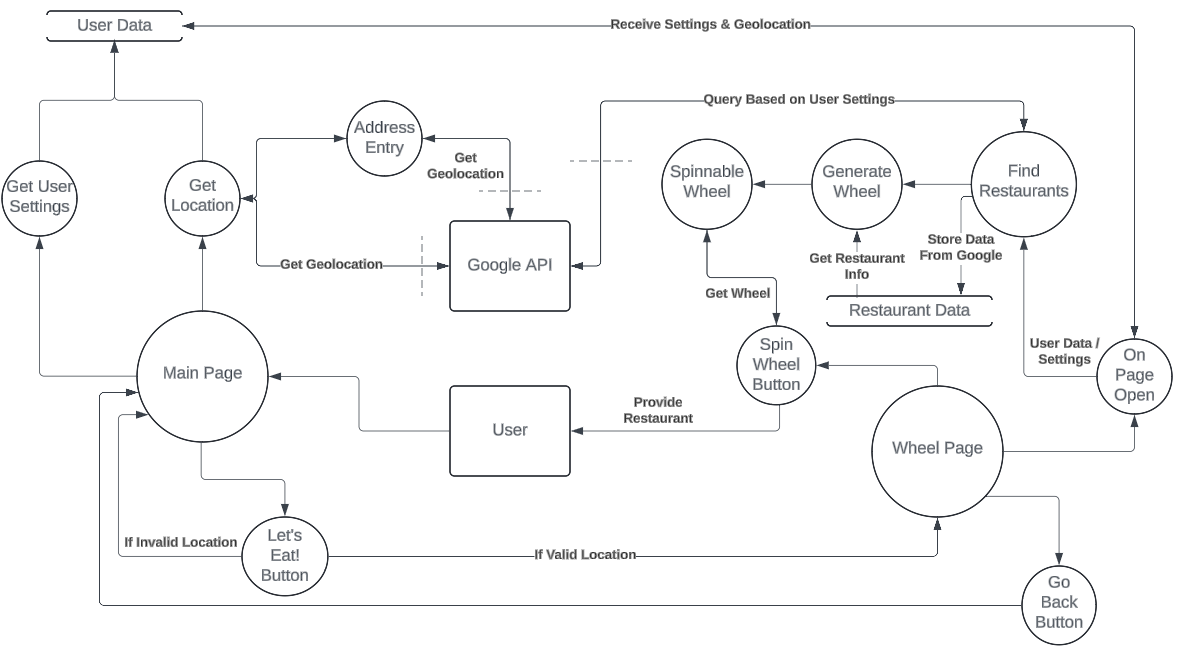 User Data
Receive Settings & Geolocation
Query Based on User Settings
Address
Entry
Get
Geolocation
Get User
Settings
Get
Location
Spinnable
Wheel
Generate
Wheel
Find
Restaurants
Get Geolocation
Google API
Get Restaurant
Info
Store Data
From Google
Get Wheel
Restaurant Data
User Data /
Settings
Main Page
Spin
Wheel
Button
On
Page
Open
Provide
Restaurant
User
Wheel Page
If Invalid Location
Let's
Eat!
Button
If Valid Location
Go
Back
Button